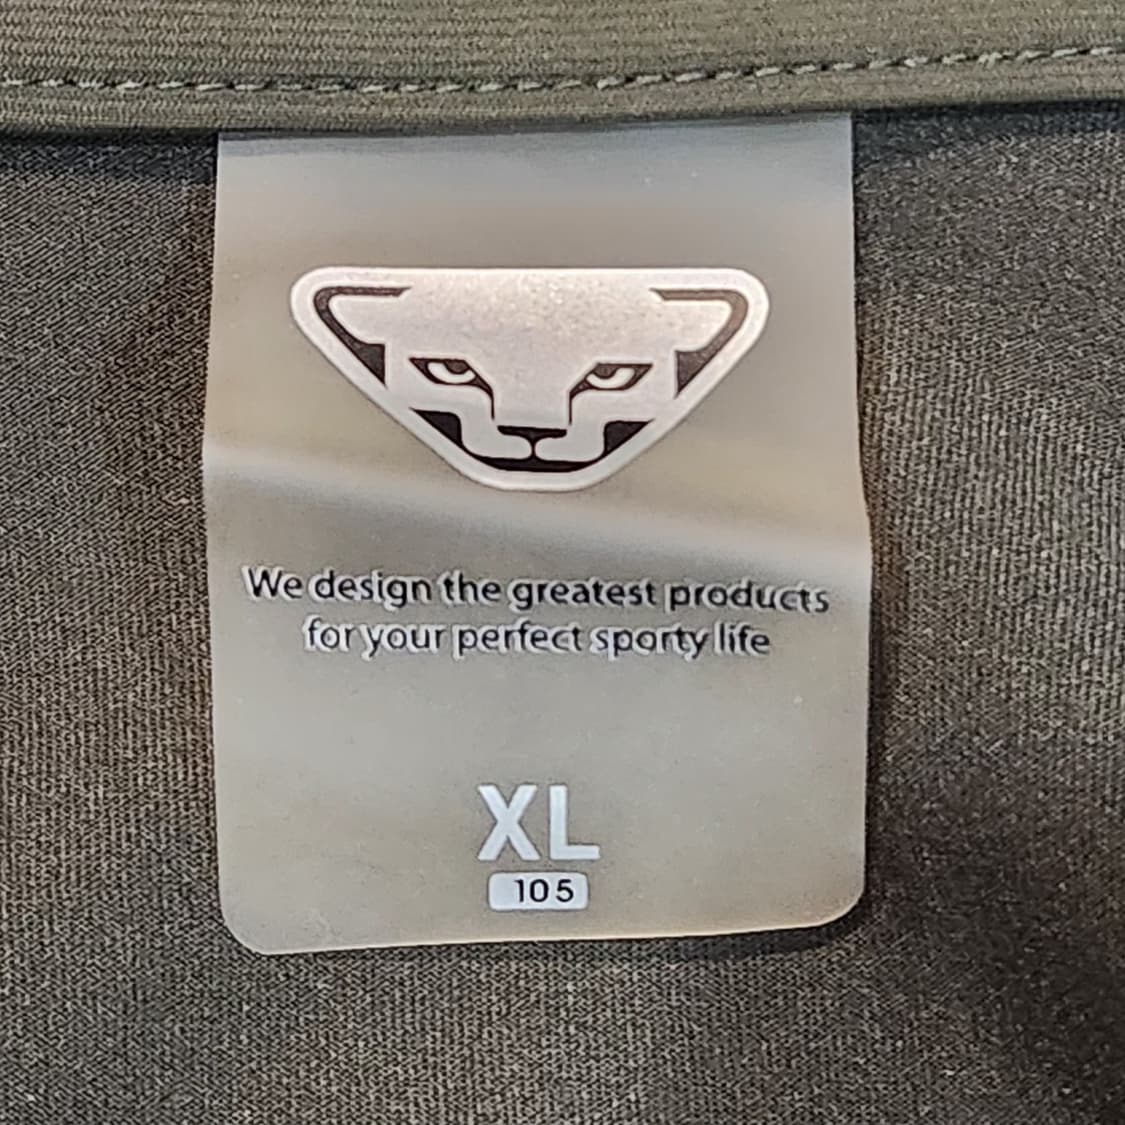 We design the greatest products
for your perfect sporty life
XL
105